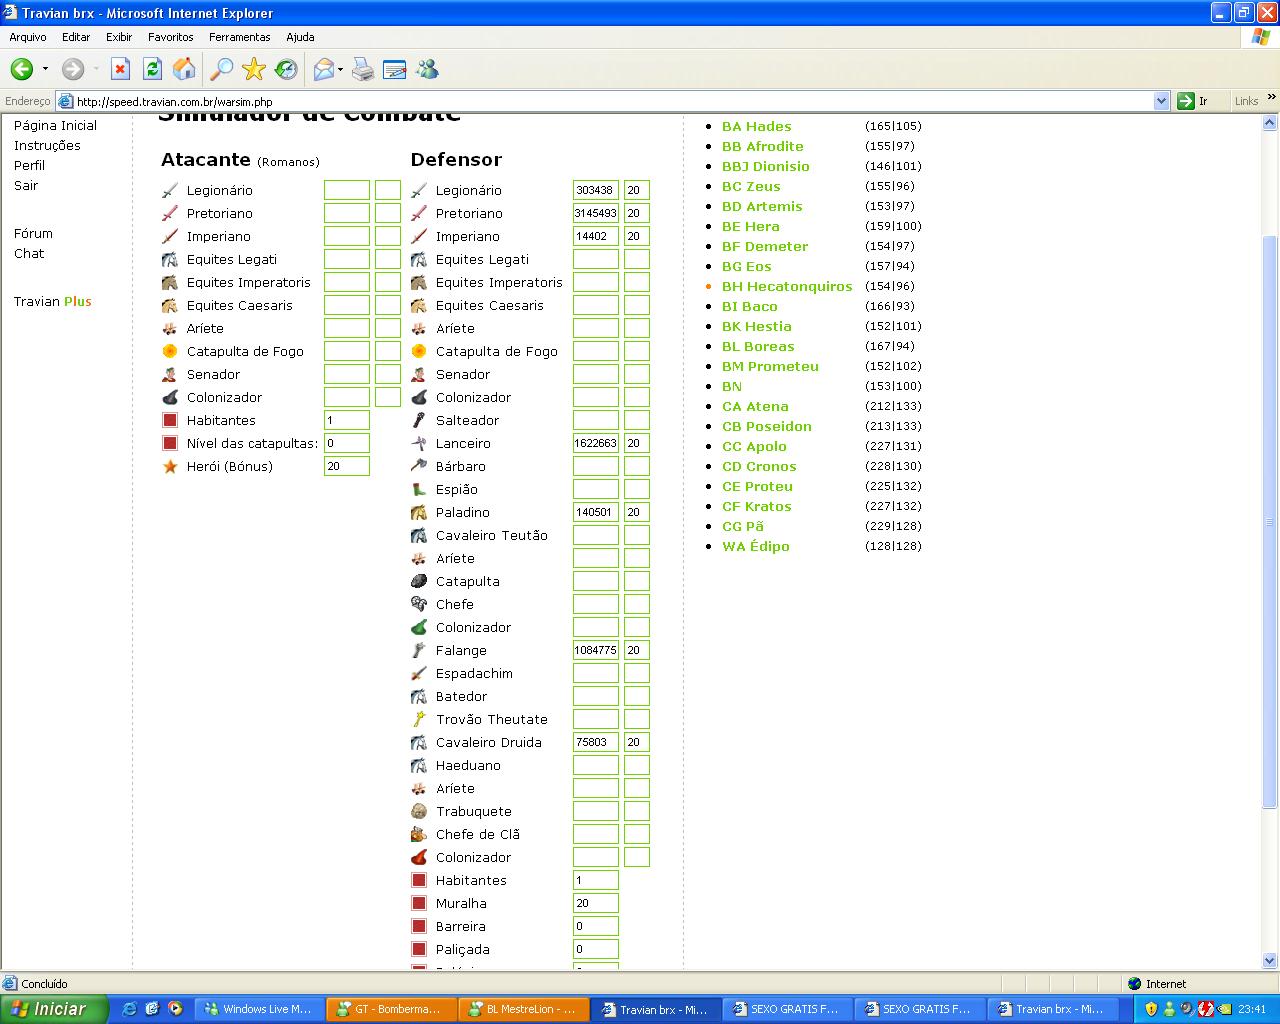 Travian brx - Microsoft Internet Explorer
Arquivo Editar Exibir Favoritos Ferramentas Ajuda
Endereço http://speed.travian.com.br/warsim.php Ir Links »
Página Inicial
Instruções
Perfil
Sair
Fórum
Chat
Travian Plus
Simulador de Combate
Atacante (Romanos)
Legionário
Pretoriano
Imperiano
Equites Legati
Equites Imperatoris
Equites Caesaris
Aríete
Catapulta de Fogo
Senador
Colonizador
Habitantes 1
Nível das catapultas: 0
Herói (Bónus) 20
Defensor
Legionário 303438 20
Pretoriano 3145493 20
Imperiano 14402 20
Equites Legati
Equites Imperatoris
Equites Caesaris
Aríete
Catapulta de Fogo
Senador
Colonizador
Salteador
Lanceiro 1622663 20
Bárbaro
Espião
Paladino 140501 20
Cavaleiro Teutão
Aríete
Catapulta
Chefe
Colonizador
Falange 1084775 20
Espadachim
Batedor
Trovão Theutate
Cavaleiro Druida 75803 20
Haeduano
Aríete
Trabuquete
Chefe de Clã
Colonizador
Habitantes 1
Muralha 20
Barreira 0
Paliçada 0
BA Hades (165|105)
BB Afrodite (155|97)
BBJ Dionisio (146|101)
BC Zeus (155|96)
BD Artemis (153|97)
BE Hera (159|100)
BF Demeter (154|97)
BG Eos (157|94)
BH Hecatonquiros (154|96)
BI Baco (166|93)
BK Hestia (152|101)
BL Boreas (167|94)
BM Prometeu (152|102)
BN (153|100)
CA Atena (212|133)
CB Poseidon (213|133)
CC Apolo (227|131)
CD Cronos (228|130)
CE Proteu (225|132)
CF Kratos (227|132)
CG Pã (229|128)
WA Édipo (128|128)
Concluído Internet
Iniciar Windows Live M... GT - Bomberma... BL MestreLion - ... Travian brx - Mi... SEXO GRATIS F... SEXO GRATIS F... Travian brx - Mi... 23:41